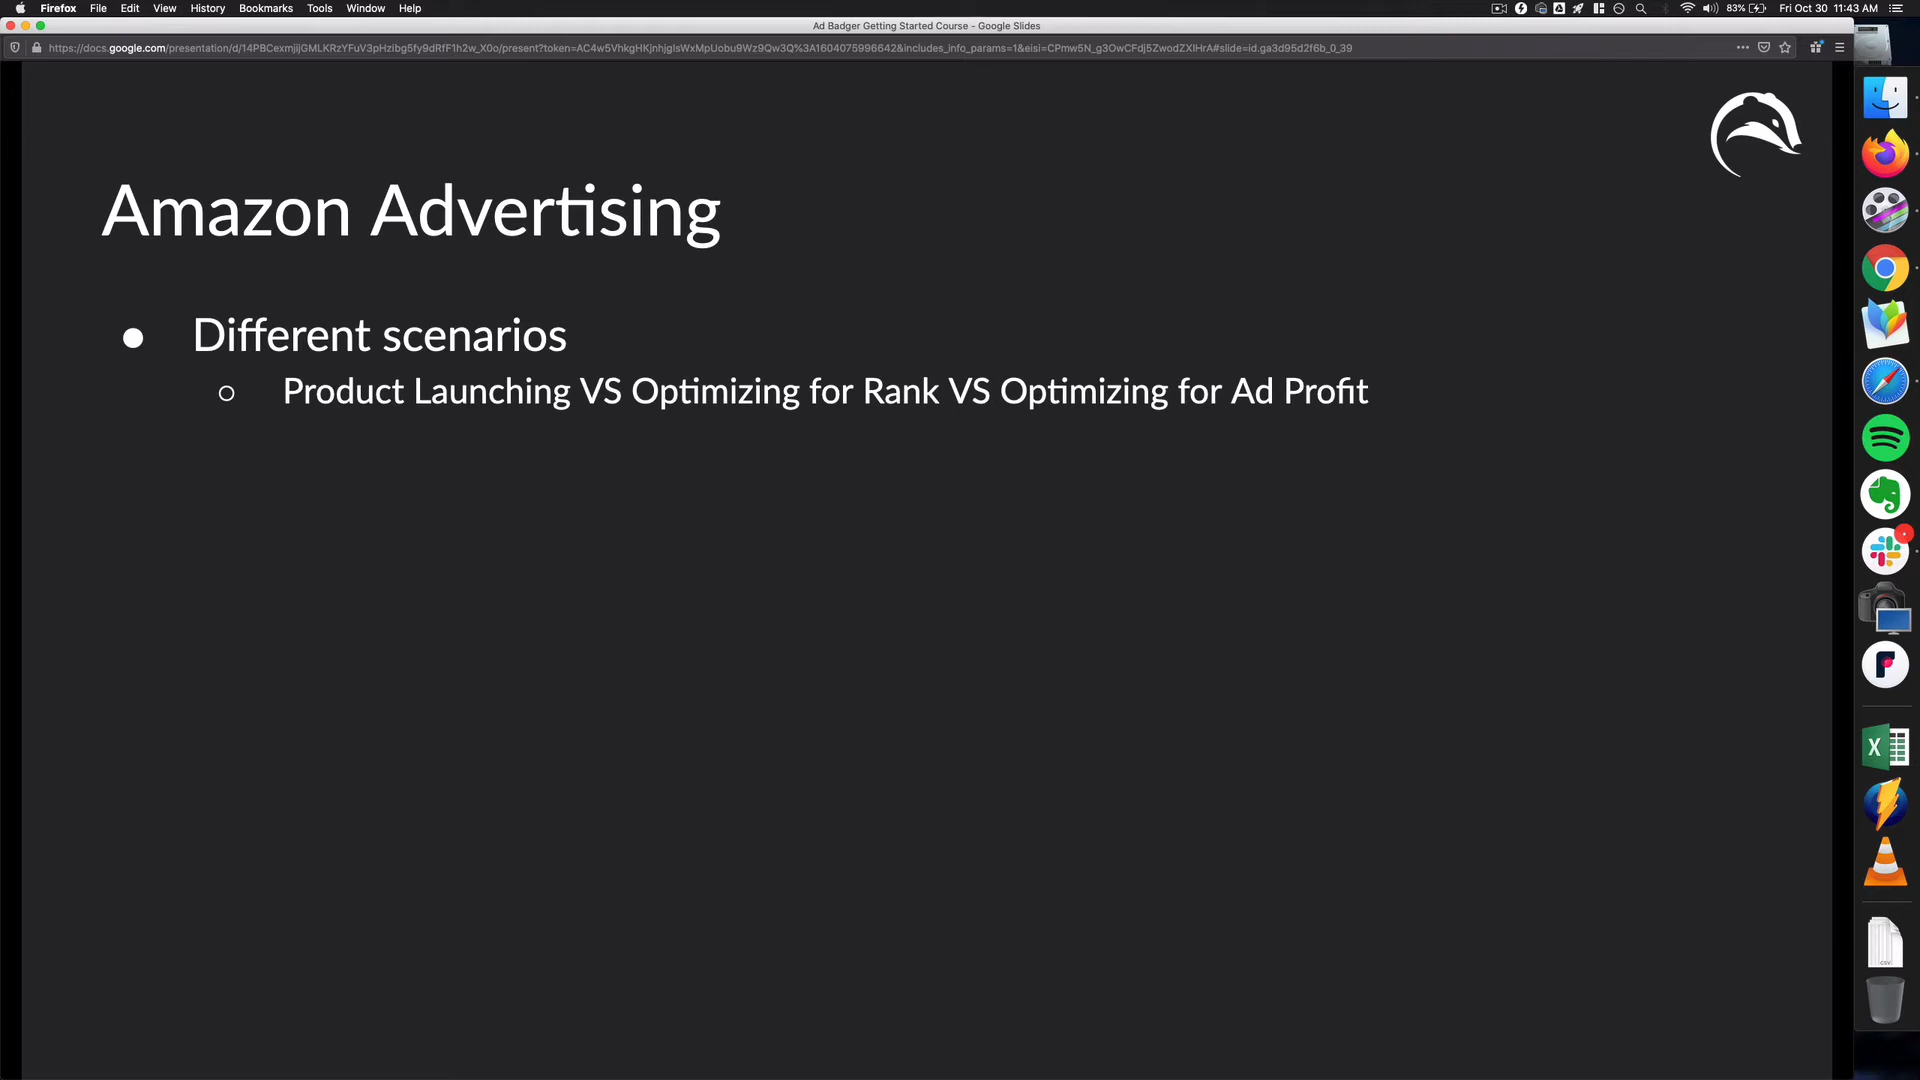 Firefox File Edit View History Bookmarks Tools Window Help 83% Fri Oct 30 11:43 AM
Ad Badger Getting Started Course - Google Slides
Amazon Advertising
● Different scenarios
○ Product Launching VS Optimizing for Rank VS Optimizing for Ad Profit
CSV